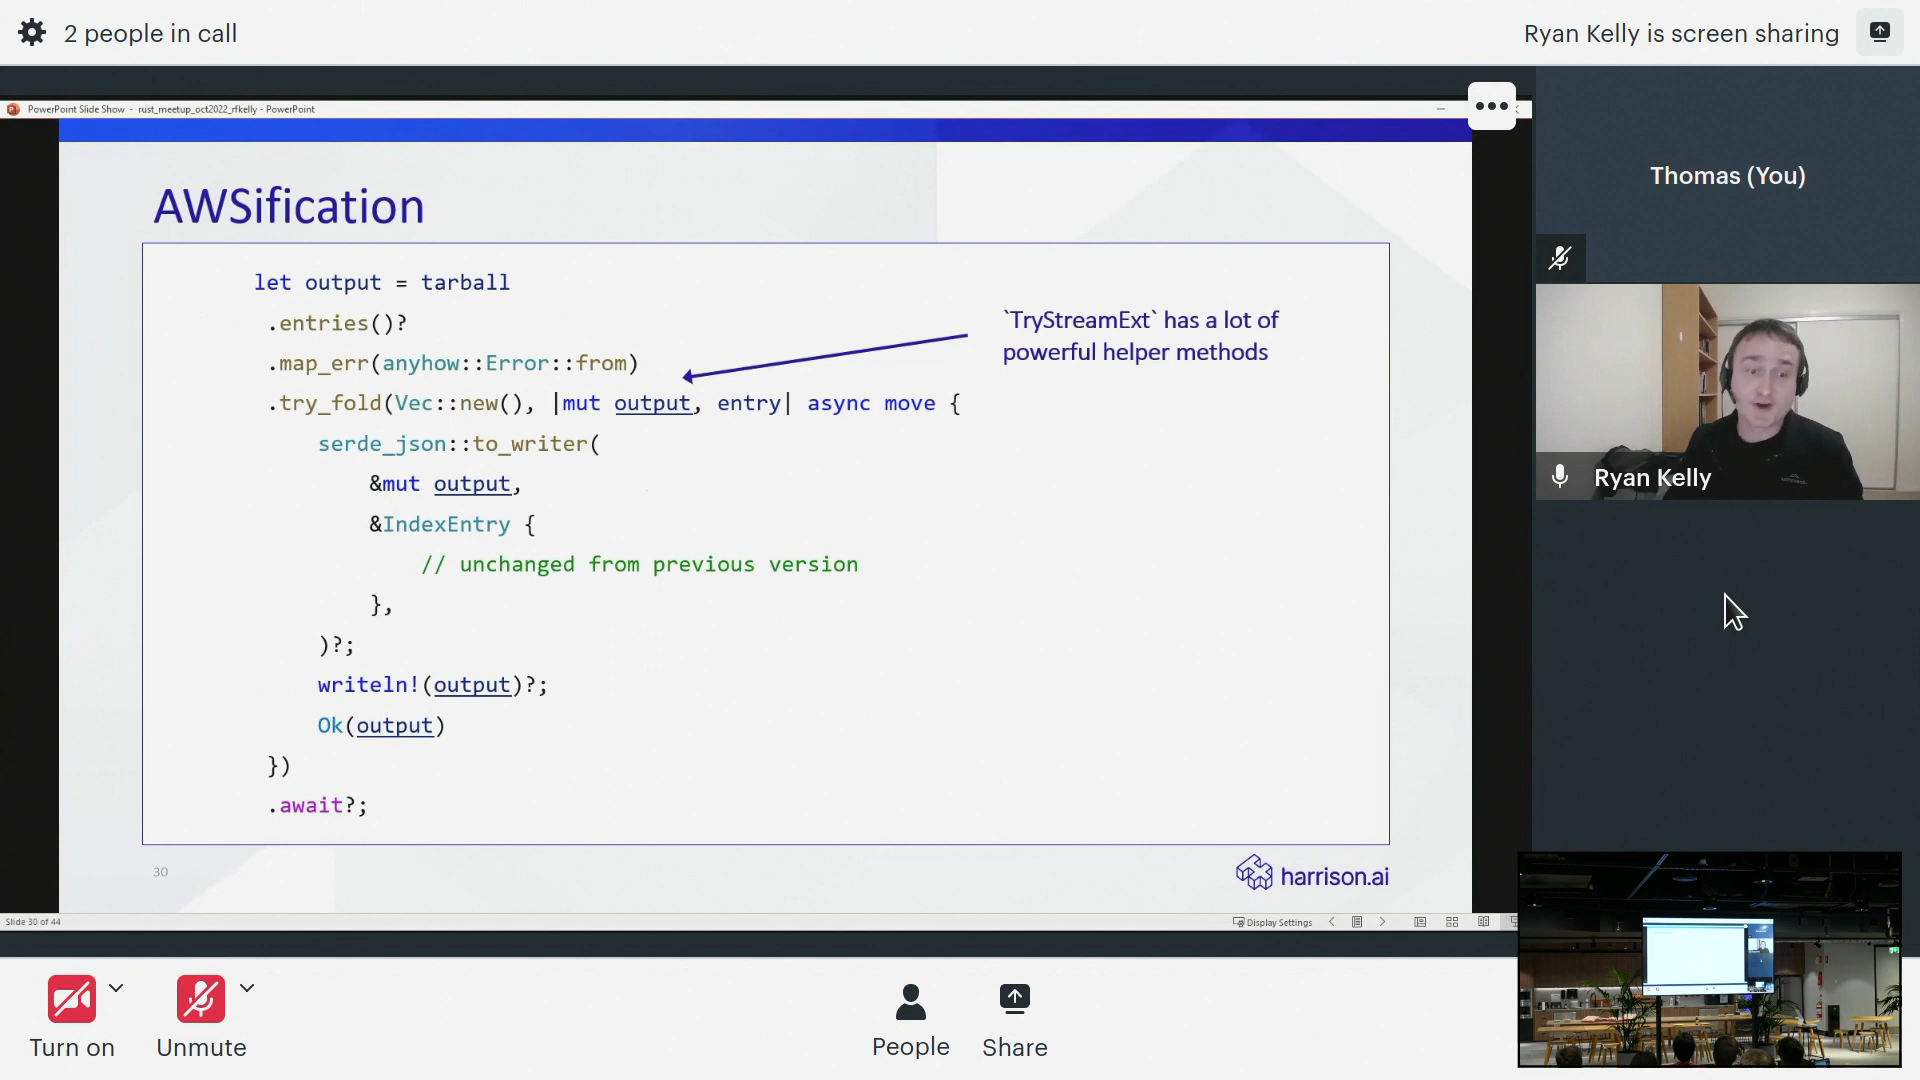 2 people in call
Ryan Kelly is screen sharing
PowerPoint Slide Show - rust_meetup_oct2022_rfkelly - PowerPoint
AWSification
let output = tarball
.entries()?
.map_err(anyhow::Error::from)
.try_fold(Vec::new(), |mut output, entry| async move {
serde_json::to_writer(
&mut output,
&IndexEntry {
// unchanged from previous version
},
)?;
writeln!(output)?;
Ok(output)
})
.await?;
`TryStreamExt` has a lot of
powerful helper methods
30
harrison.ai
Slide 30 of 44
Display Settings
Thomas (You)
Ryan Kelly
Turn on
Unmute
People
Share